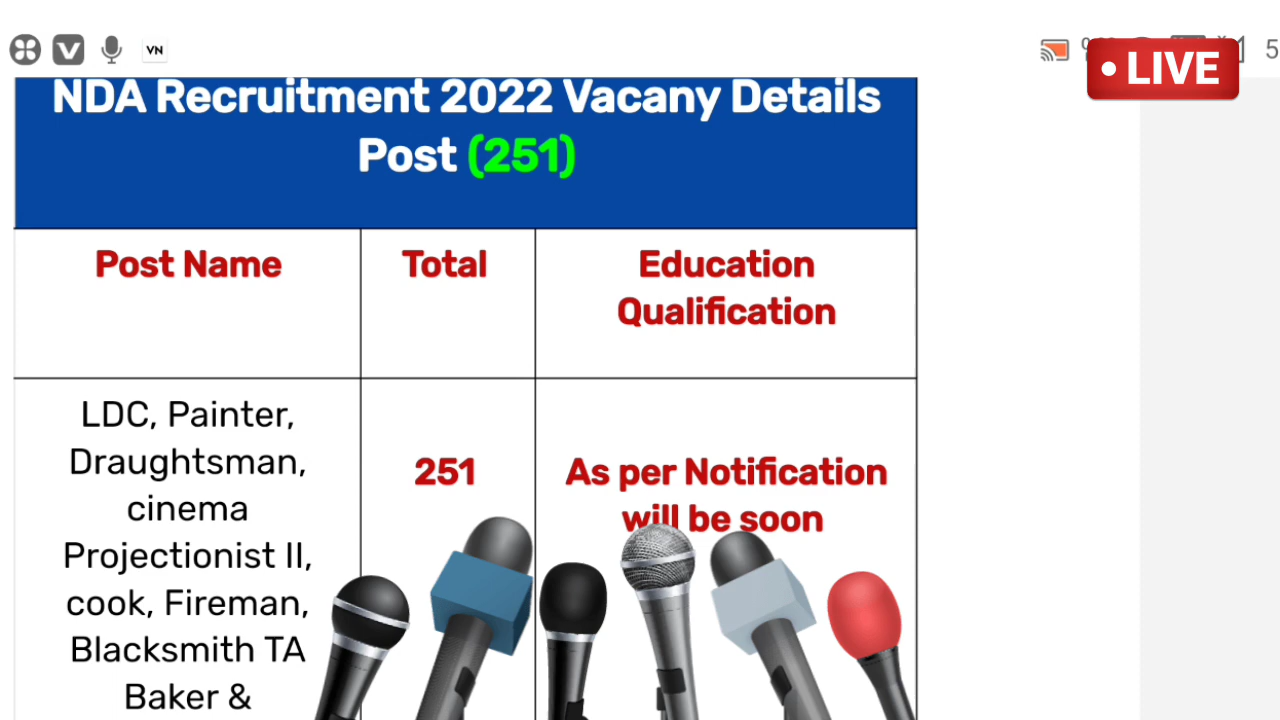 VN
5
LIVE
NDA Recruitment 2022 Vacany Details
Post (251)
Post Name
Total
Education
Qualification
LDC, Painter,
Draughtsman,
cinema
Projectionist II,
cook, Fireman,
Blacksmith TA
Baker &
251
As per Notification
will be soon